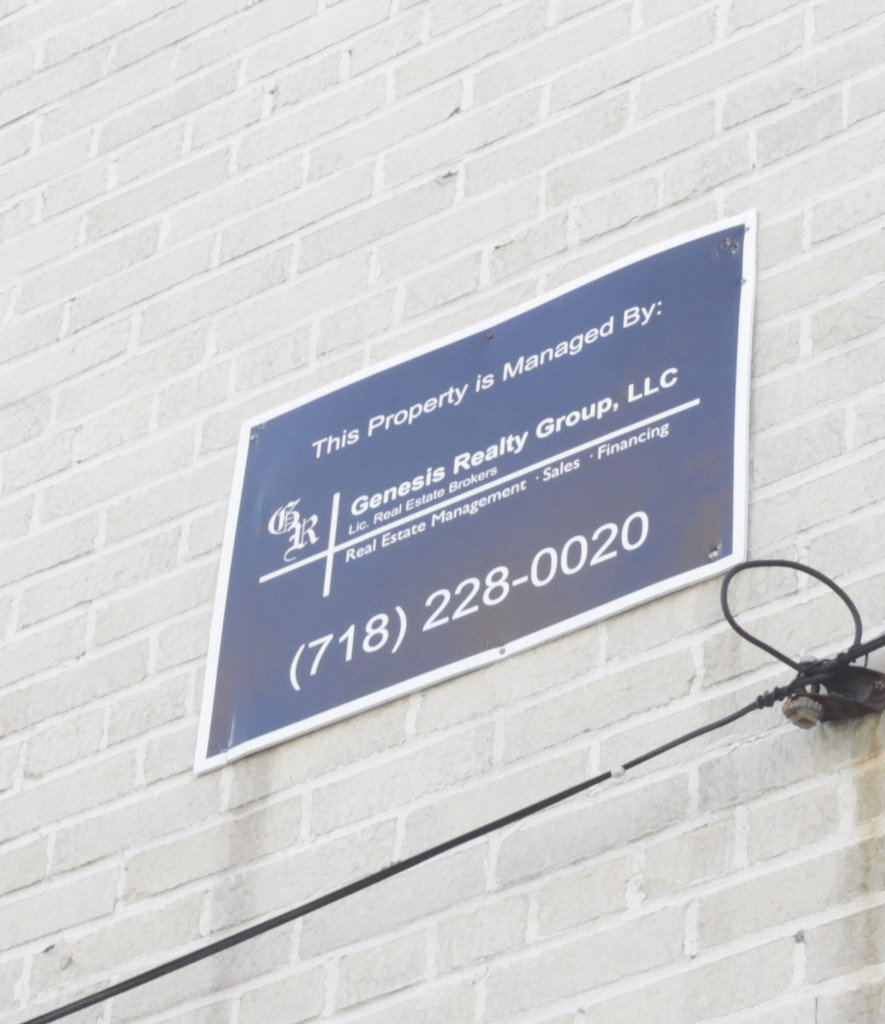 This Property is Managed By:
GR
Genesis Realty Group, LLC
Lic. Real Estate Brokers
Real Estate Management · Sales · Financing
(718) 228-0020